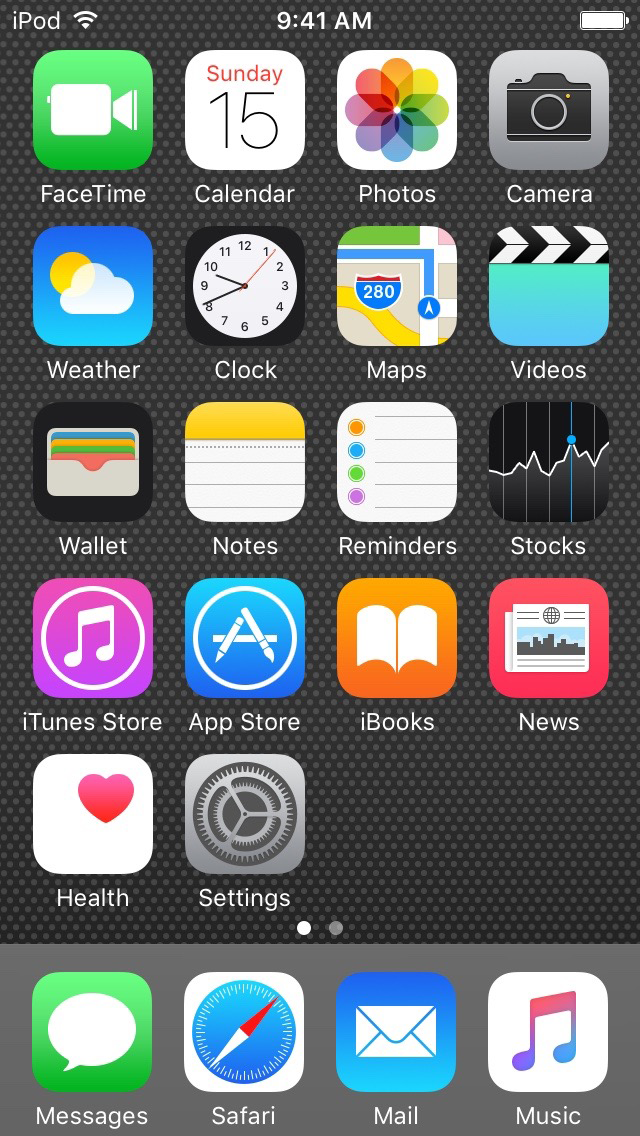 iPod 9:41 AM
Sunday
15
FaceTime Calendar Photos Camera
12
11 1
10 2
9 3
8 4
7 5
6
280
Weather Clock Maps Videos
Wallet Notes Reminders Stocks
iTunes Store App Store iBooks News
Health Settings
Messages Safari Mail Music